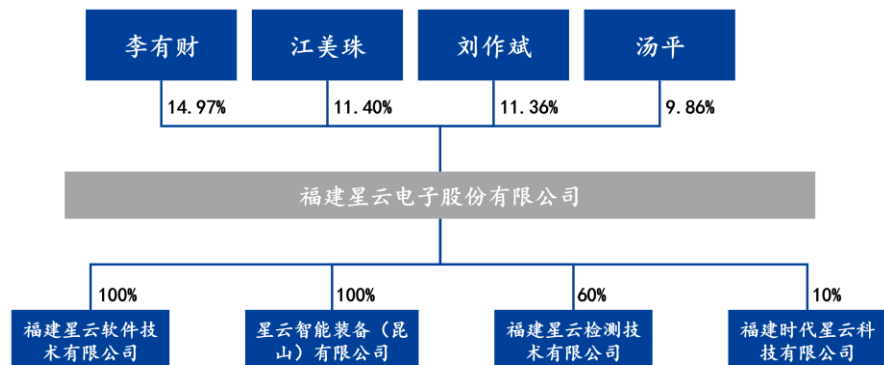 李有财
江美珠
刘作斌
汤平
14.97%
11.40%
11.36%
9.86%
福建星云电子股份有限公司
100%
100%
60%
10%
福建星云软件技
术有限公司
星云智能装备（昆
山）有限公司
福建星云检测技
术有限公司
福建时代星云科
技有限公司